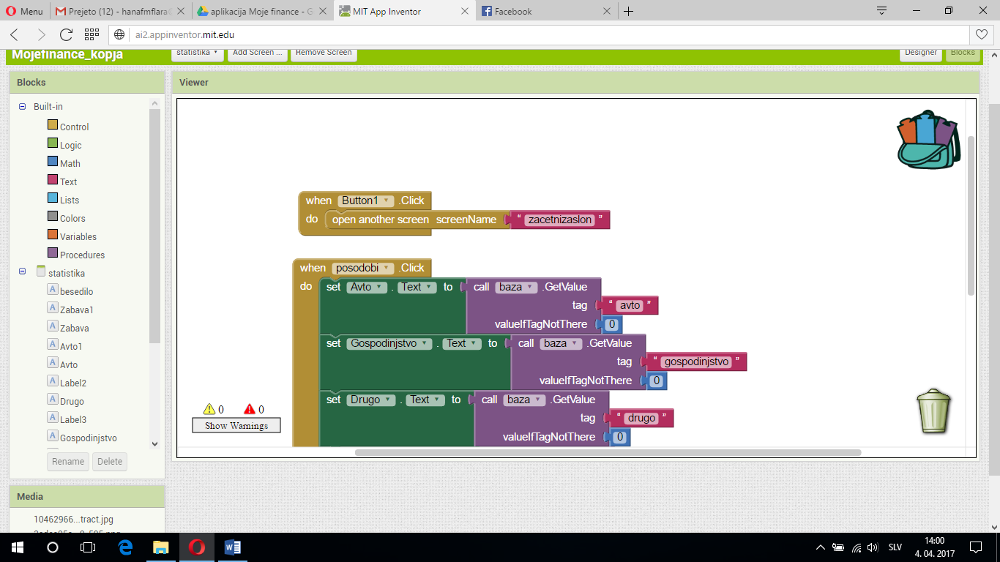 Menu
Prejeto (12) - hanafmflara@
aplikacija Moje finance - G
MIT App Inventor
Facebook
ai2.appinventor.mit.edu
Mojefinance_kopja
statistika
Add Screen ...
Remove Screen
Designer
Blocks
Blocks
Viewer
Built-in
Control
Logic
Math
Text
Lists
Colors
Variables
Procedures
statistika
A besedilo
A Zabava1
A Zabava
A Avto1
A Avto
A Label2
A Drugo
A Label3
A Gospodinjstvo
Rename
Delete
Media
10462966...tract.jpg
when Button1 .Click
do open another screen screenName “ zacetnizaslon ”
when posodobi .Click
do set Avto . Text to call baza .GetValue
tag “ avto ”
valueIfTagNotThere 0
set Gospodinjstvo . Text to call baza .GetValue
tag “ gospodinjstvo ”
valueIfTagNotThere 0
set Drugo . Text to call baza .GetValue
tag “ drugo ”
valueIfTagNotThere 0
0 0
Show Warnings
SLV
14:00
4. 04. 2017